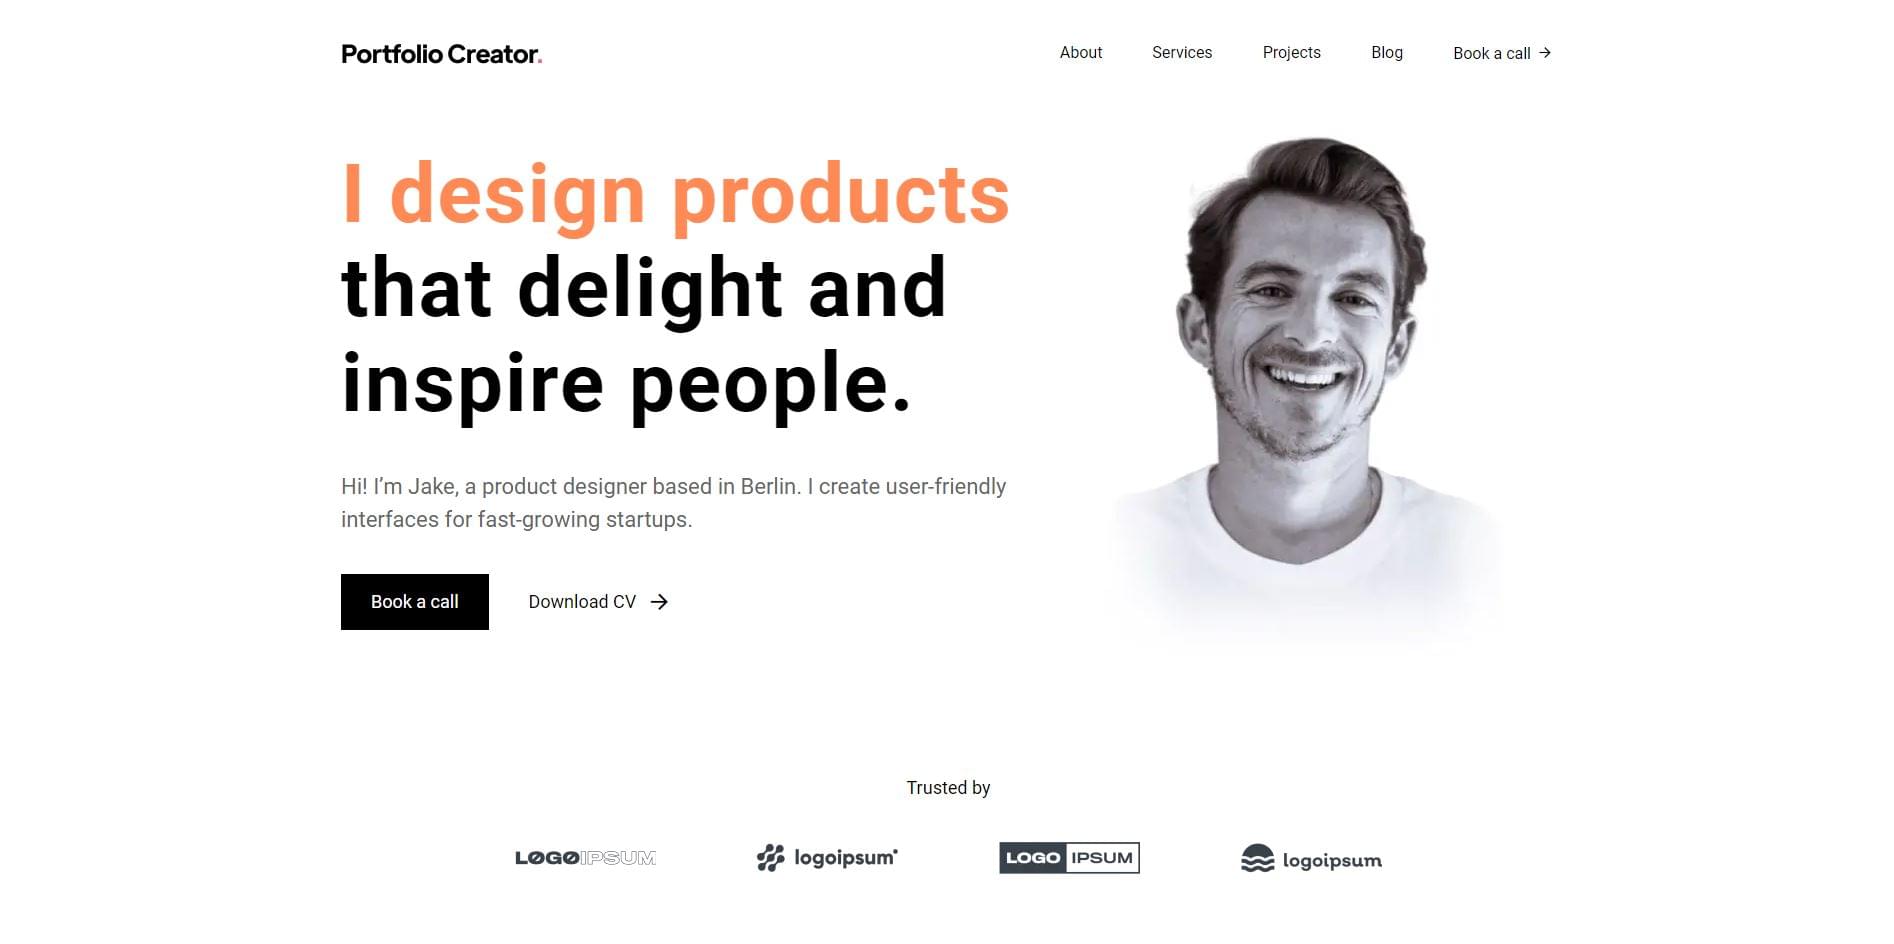 Portfolio Creator.
About Services Projects Blog Book a call →
I design products
that delight and
inspire people.
Hi! I’m Jake, a product designer based in Berlin. I create user-friendly
interfaces for fast-growing startups.
Book a call Download CV →
Trusted by
LOGOIPSUM logoipsum LOGO IPSUM logoipsum